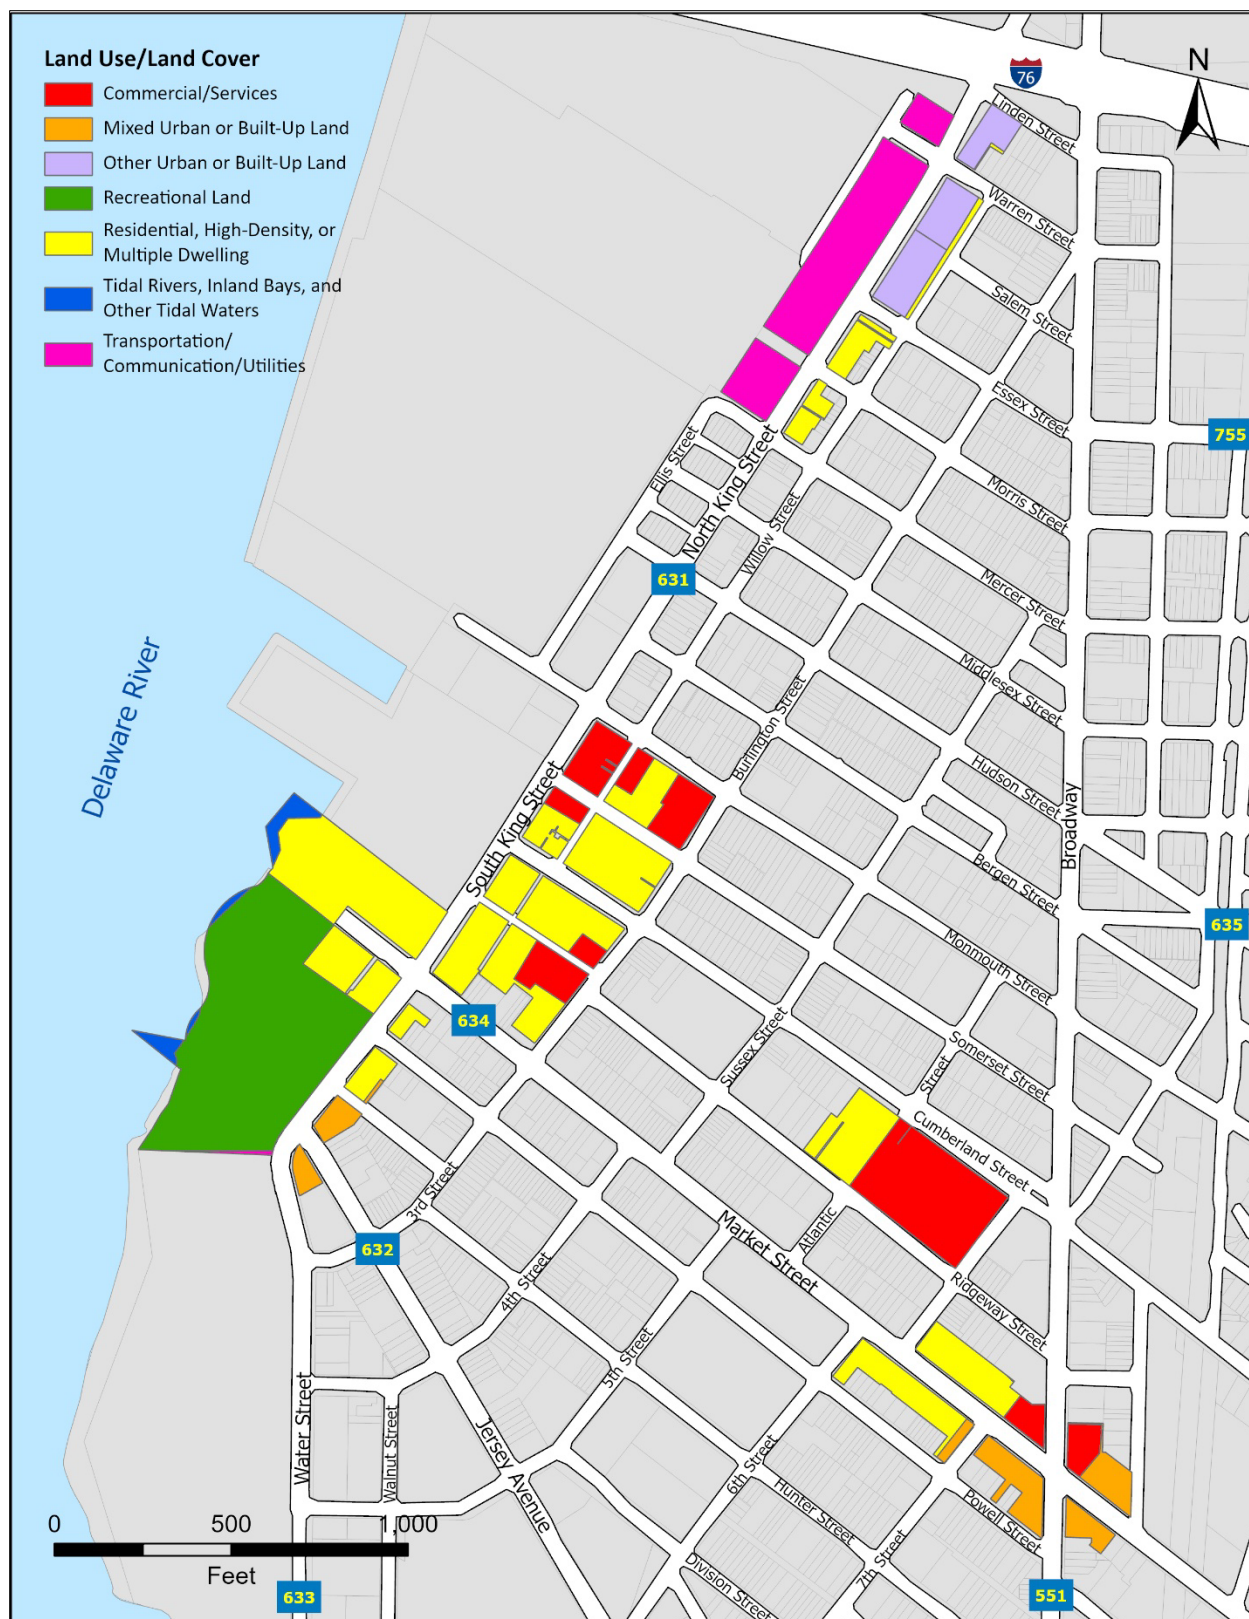 Land Use/Land Cover
Commercial/Services
Mixed Urban or Built-Up Land
Other Urban or Built-Up Land
Recreational Land
Residential, High-Density, or
Multiple Dwelling
Tidal Rivers, Inland Bays, and
Other Tidal Waters
Transportation/
Communication/Utilities
76
N
Linden Street
Warren Street
Salem Street
Essex Street
755
Ellis Street
North King Street
Morris Street
Willow Street
631
Mercer Street
Middlesex Street
Delaware River
Burlington Street
Hudson Street
Broadway
South King Street
Bergen Street
635
Monmouth Street
634
Sussex Street
Somerset Street
Street
Cumberland Street
3rd Street
Market Street
Atlantic
632
4th Street
Ridgeway Street
5th Street
Water Street
Walnut Street
Jersey Avenue
6th Street
Hunter Street
Powell Street
7th Street
Division Street
0 500 1,000
Feet
633
551